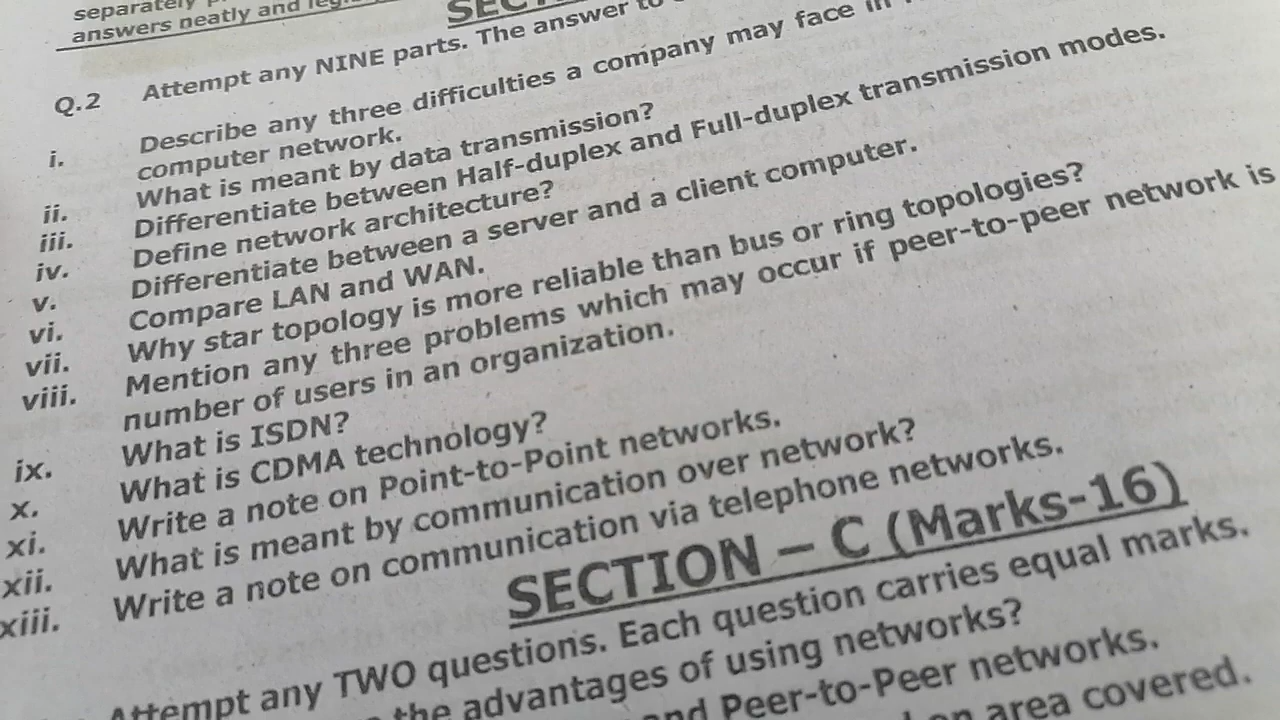 separately
answers neatly and
Q.2 Attempt any NINE parts. The answer to
i. Describe any three difficulties a company may face in
computer network.
ii. What is meant by data transmission?
iii. Differentiate between Half-duplex and Full-duplex transmission modes.
iv. Define network architecture?
v. Differentiate between a server and a client computer.
vi. Compare LAN and WAN.
vii. Why star topology is more reliable than bus or ring topologies?
viii. Mention any three problems which may occur if peer-to-peer network is
number of users in an organization.
ix. What is ISDN?
x. What is CDMA technology?
xi. Write a note on Point-to-Point networks.
xii. What is meant by communication over network?
xiii. Write a note on communication via telephone networks.
SECTION – C (Marks-16)
Attempt any TWO questions. Each question carries equal marks.
the advantages of using networks?
and Peer-to-Peer networks.
on area covered.